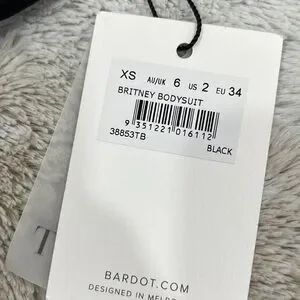 XS AU/UK 6 US 2 EU 34
BRITNEY BODYSUIT
9 351221 016112
38853TB
BLACK
T
BARDOT.COM
DESIGNED IN